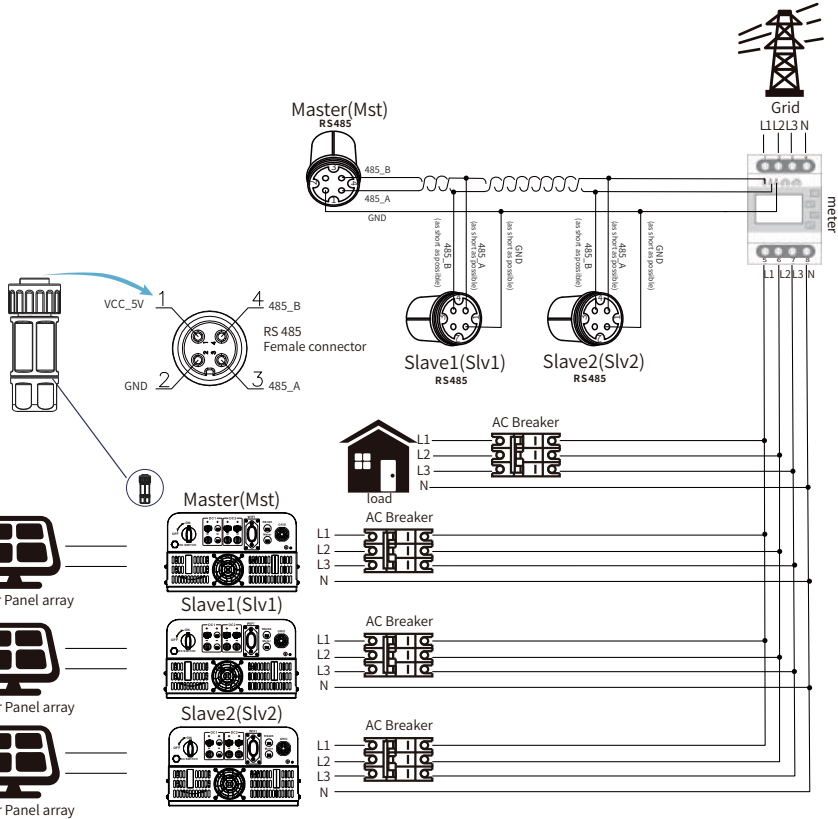 Grid
L1L2L3 N
Master(Mst)
RS485
485_B
485_A
GND
meter
485_B
(as short as possible)
485_A
(as short as possible)
GND
(as short as possible)
485_B
(as short as possible)
485_A
(as short as possible)
GND
(as short as possible)
5 6 7 8
L1 L2L3 N
VCC_5V 1
4 485_B
RS 485
Female connector
GND 2
3 485_A
Slave1(Slv1)
RS485
Slave2(Slv2)
RS485
AC Breaker
L1
L2
L3
N
load
Master(Mst)
AC Breaker
L1
L2
L3
N
r Panel array
Slave1(Slv1)
AC Breaker
L1
L2
L3
N
r Panel array
Slave2(Slv2)
AC Breaker
L1
L2
L3
N
r Panel array